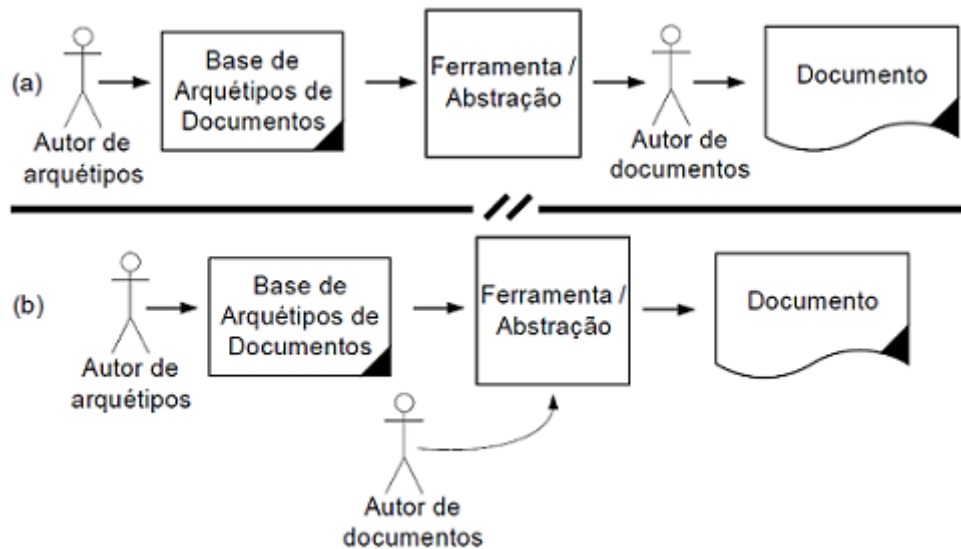 (a)
Autor de
arquétipos
Base de
Arquétipos de
Documentos
Ferramenta /
Abstração
Autor de
documentos
Documento
(b)
Autor de
arquétipos
Base de
Arquétipos de
Documentos
Autor de
documentos
Ferramenta /
Abstração
Documento